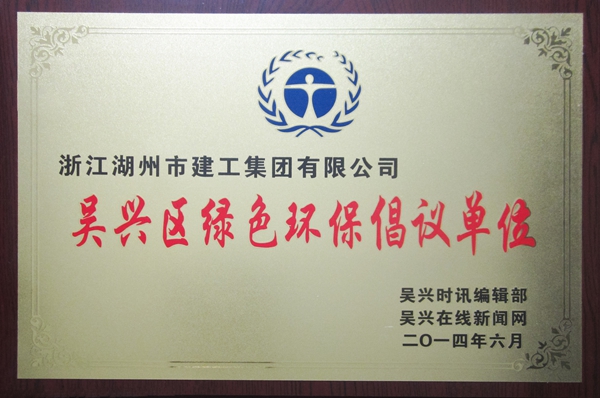 浙江湖州市建工集团有限公司
吴兴区绿色环保倡议单位
吴兴时讯编辑部
吴兴在线新闻网
二〇一四年六月